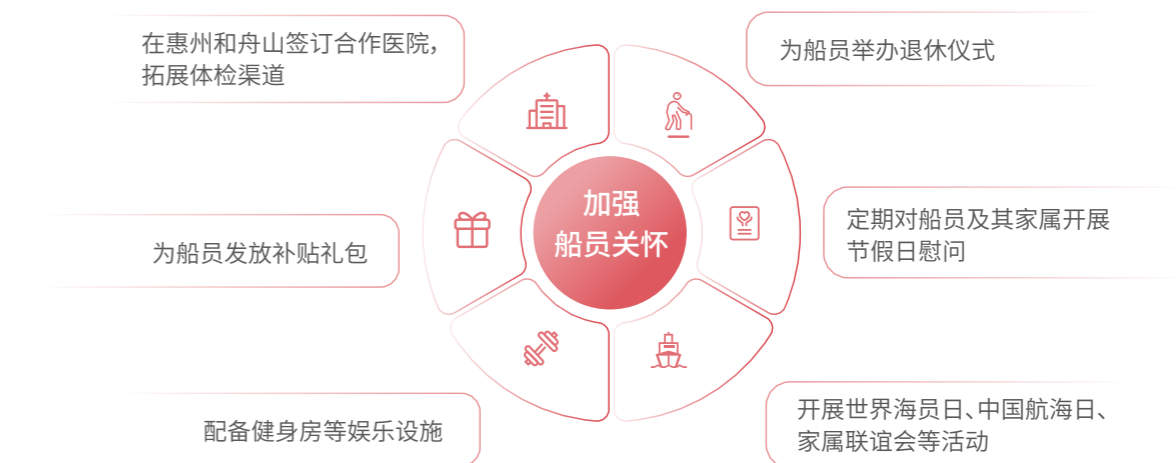 在惠州和舟山签订合作医院，
拓展体检渠道
为船员举办退休仪式
为船员发放补贴礼包
加强
船员关怀
定期对船员及其家属开展
节假日慰问
配备健身房等娱乐设施
开展世界海员日、中国航海日、
家属联谊会等活动